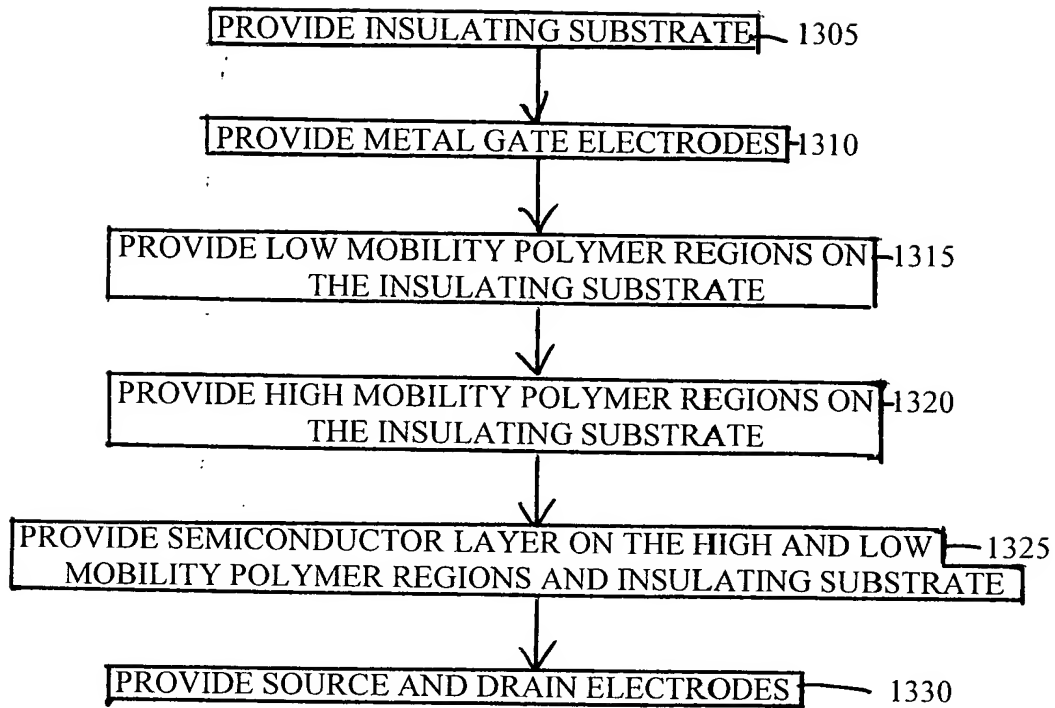 PROVIDE INSULATING SUBSTRATE 1305
PROVIDE METAL GATE ELECTRODES 1310
PROVIDE LOW MOBILITY POLYMER REGIONS ON 1315
THE INSULATING SUBSTRATE
PROVIDE HIGH MOBILITY POLYMER REGIONS ON 1320
THE INSULATING SUBSTRATE
PROVIDE SEMICONDUCTOR LAYER ON THE HIGH AND LOW 1325
MOBILITY POLYMER REGIONS AND INSULATING SUBSTRATE
PROVIDE SOURCE AND DRAIN ELECTRODES 1330